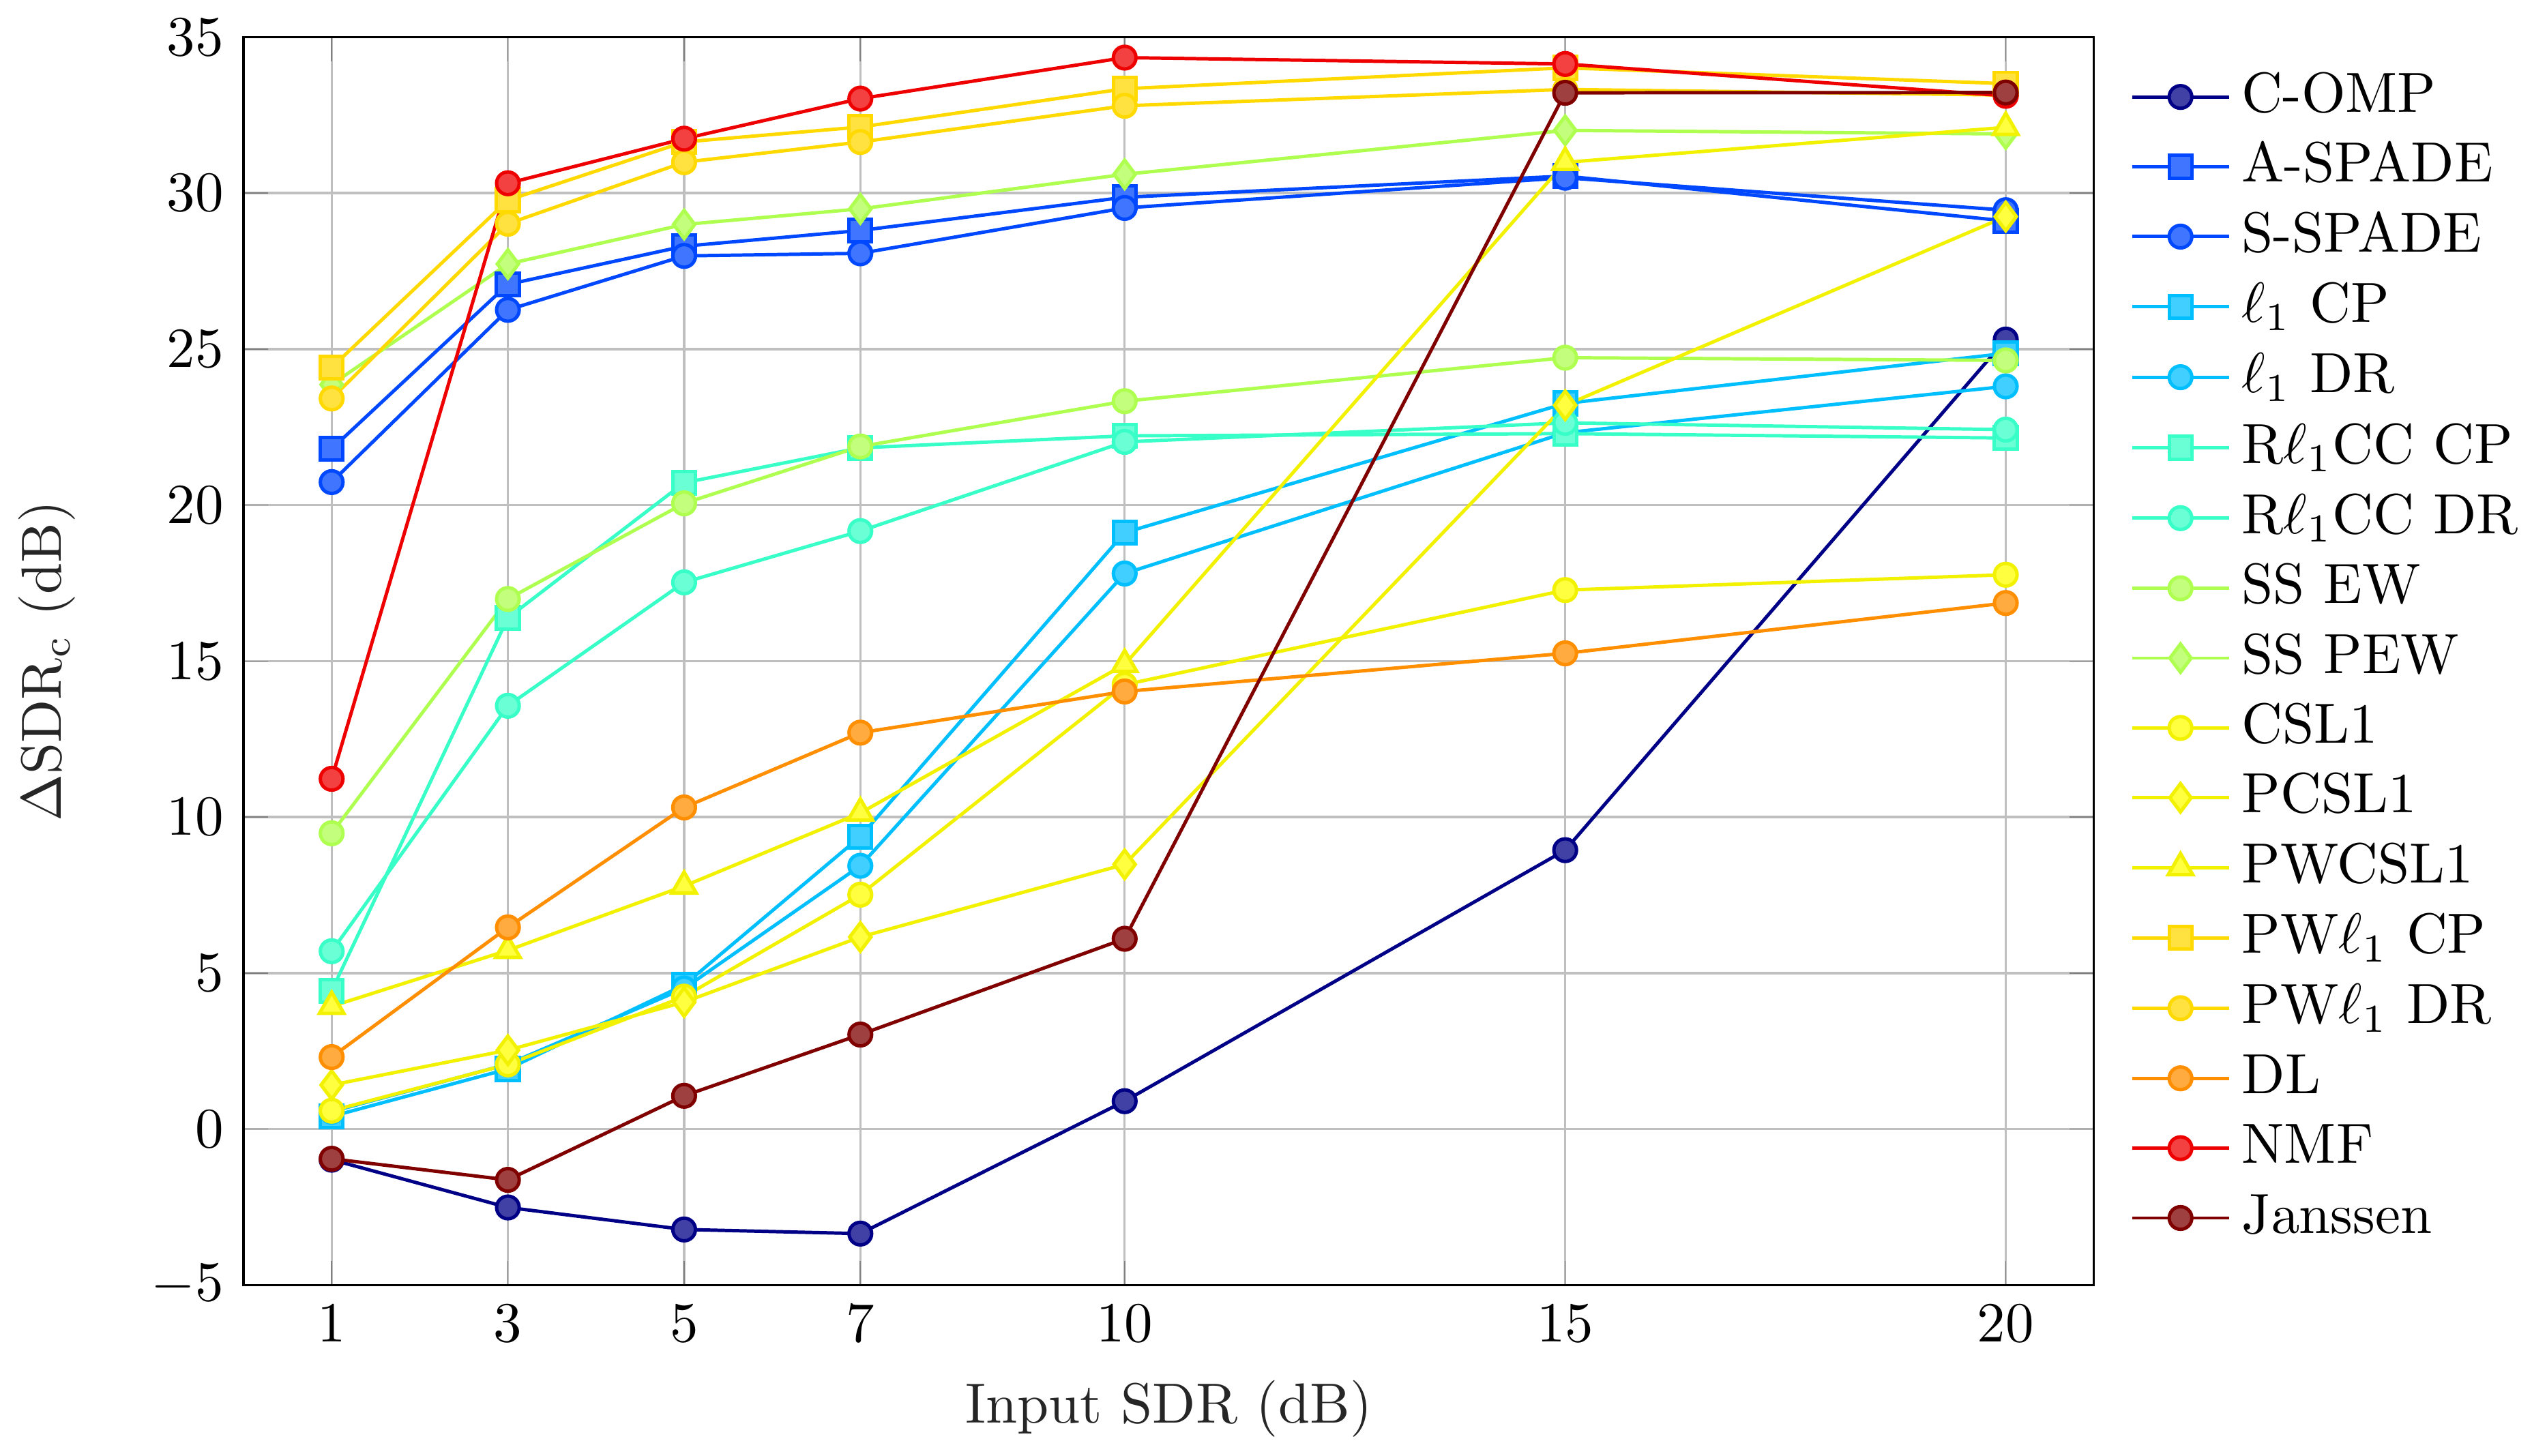 ΔSDRc (dB)
35
30
25
20
15
10
5
0
−5
1 3 5 7 10 15 20
Input SDR (dB)
C-OMP
A-SPADE
S-SPADE
ℓ1 CP
ℓ1 DR
Rℓ1CC CP
Rℓ1CC DR
SS EW
SS PEW
CSL1
PCSL1
PWCSL1
PWℓ1 CP
PWℓ1 DR
DL
NMF
Janssen